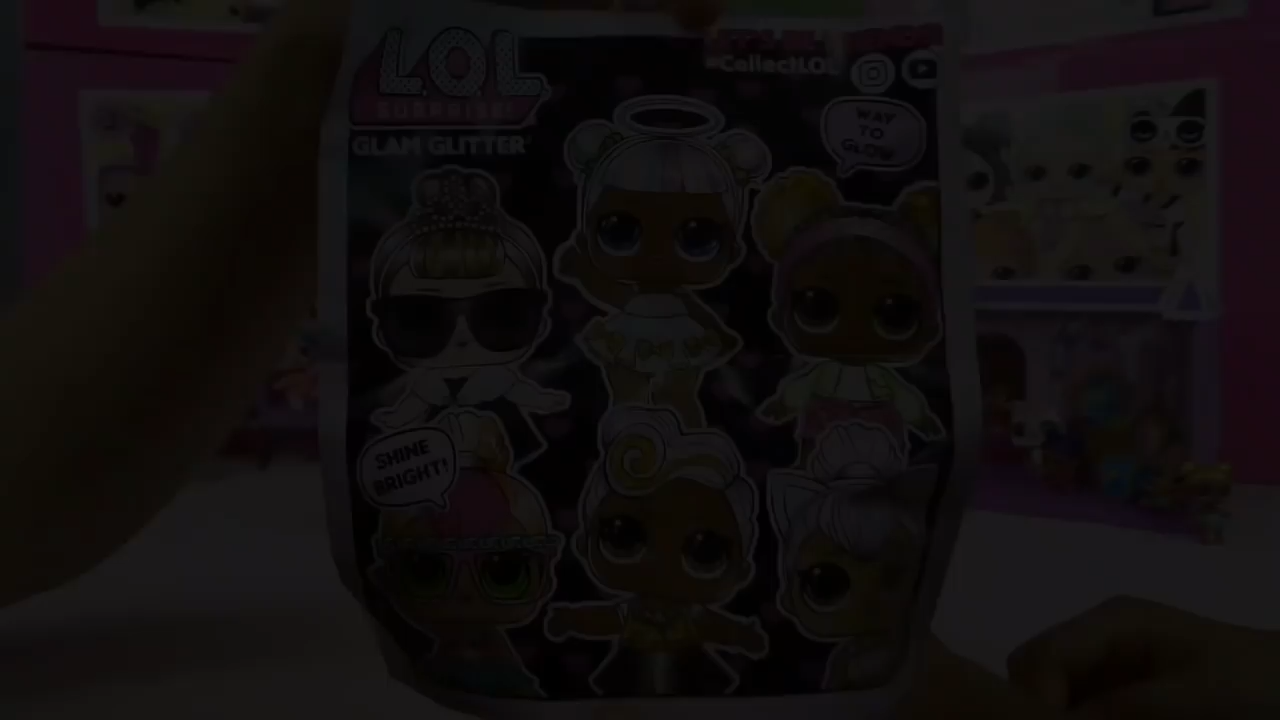 L.O.L.
SURPRISE!
GLAM GLITTER
#CollectLOL
WAY
TO
GLOW
SHINE
BRIGHT!